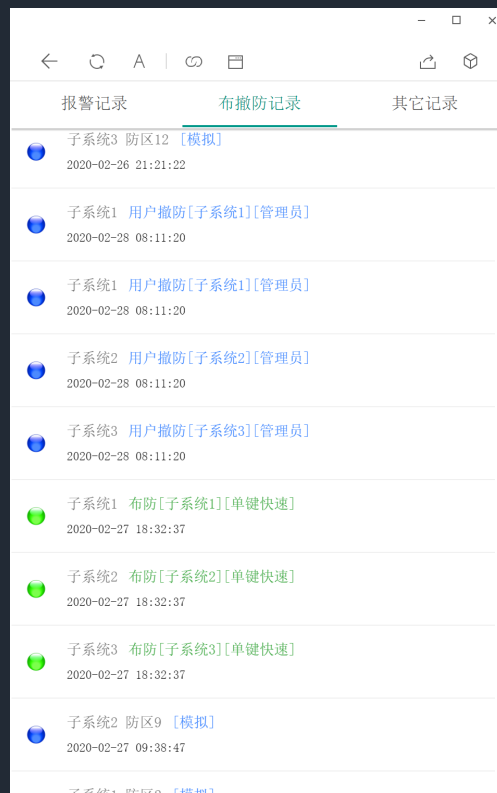 A
报警记录 布撤防记录 其它记录
子系统3 防区12 [模拟]
2020-02-26 21:21:22
子系统1 用户撤防[子系统1][管理员]
2020-02-28 08:11:20
子系统1 用户撤防[子系统1][管理员]
2020-02-28 08:11:20
子系统2 用户撤防[子系统2][管理员]
2020-02-28 08:11:20
子系统3 用户撤防[子系统3][管理员]
2020-02-28 08:11:20
子系统1 布防[子系统1][单键快速]
2020-02-27 18:32:37
子系统2 布防[子系统2][单键快速]
2020-02-27 18:32:37
子系统3 布防[子系统3][单键快速]
2020-02-27 18:32:37
子系统2 防区9 [模拟]
2020-02-27 09:38:47
子系统1 [模拟]